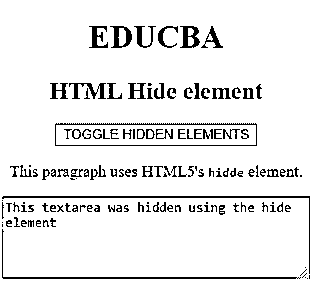 EDUCBA
HTML Hide element
TOGGLE HIDDEN ELEMENTS
This paragraph uses HTML5's hidde element.
This textarea was hidden using the hide
element